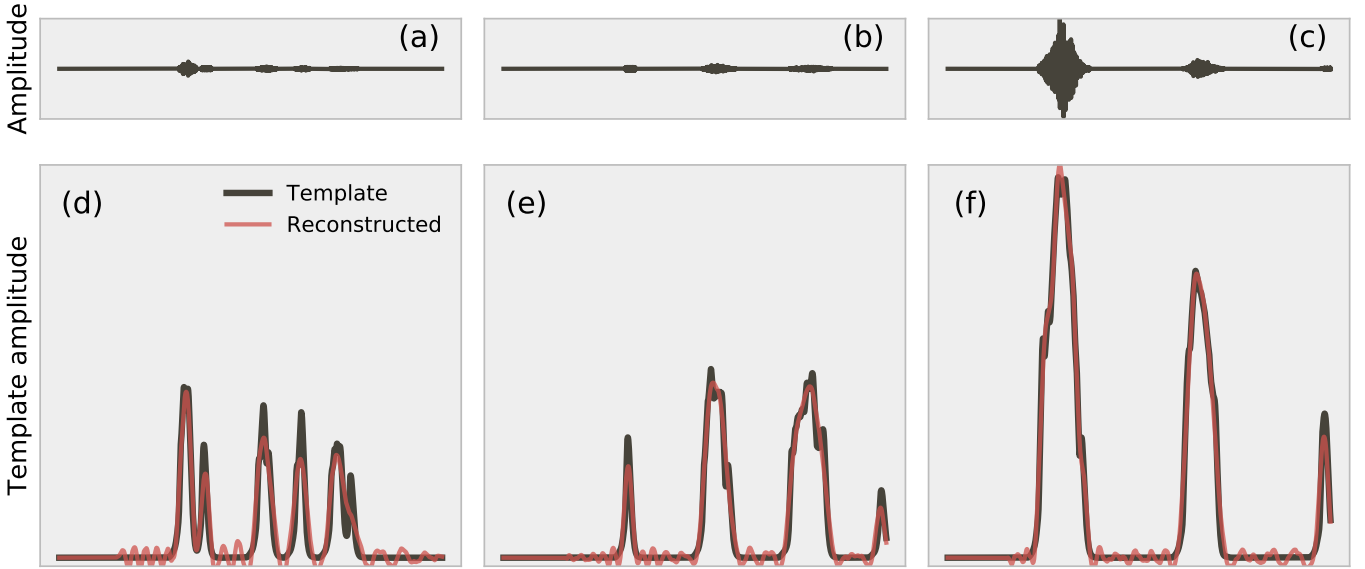 Amplitude
(a)
(b)
(c)
Template amplitude
(d)
Template
Reconstructed
(e)
(f)